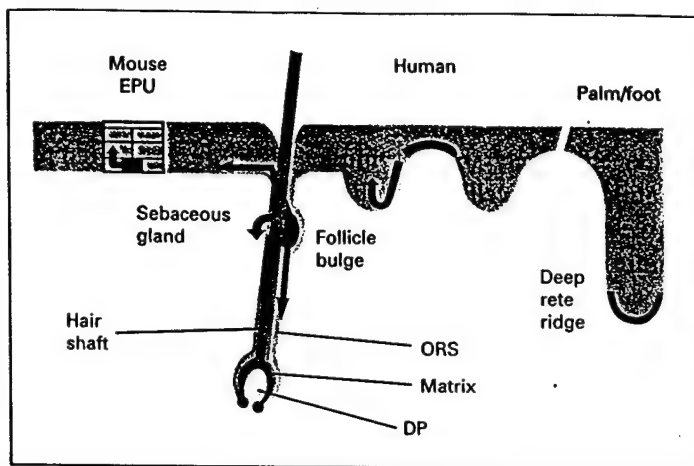 Mouse
EPU
Human
Palm/foot
Sebaceous
gland
Follicle
bulge
Deep
rete
ridge
Hair
shaft
ORS
Matrix
DP